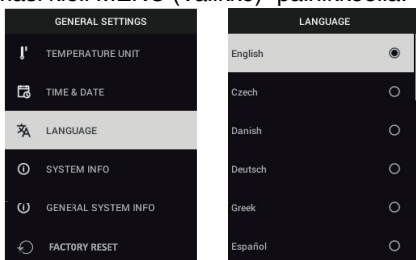 MENU (Valikko)
GENERAL SETTINGS
TEMPERATURE UNIT
TIME & DATE
LANGUAGE
SYSTEM INFO
GENERAL SYSTEM INFO
FACTORY RESET
LANGUAGE
English
Czech
Danish
Deutsch
Greek
Español